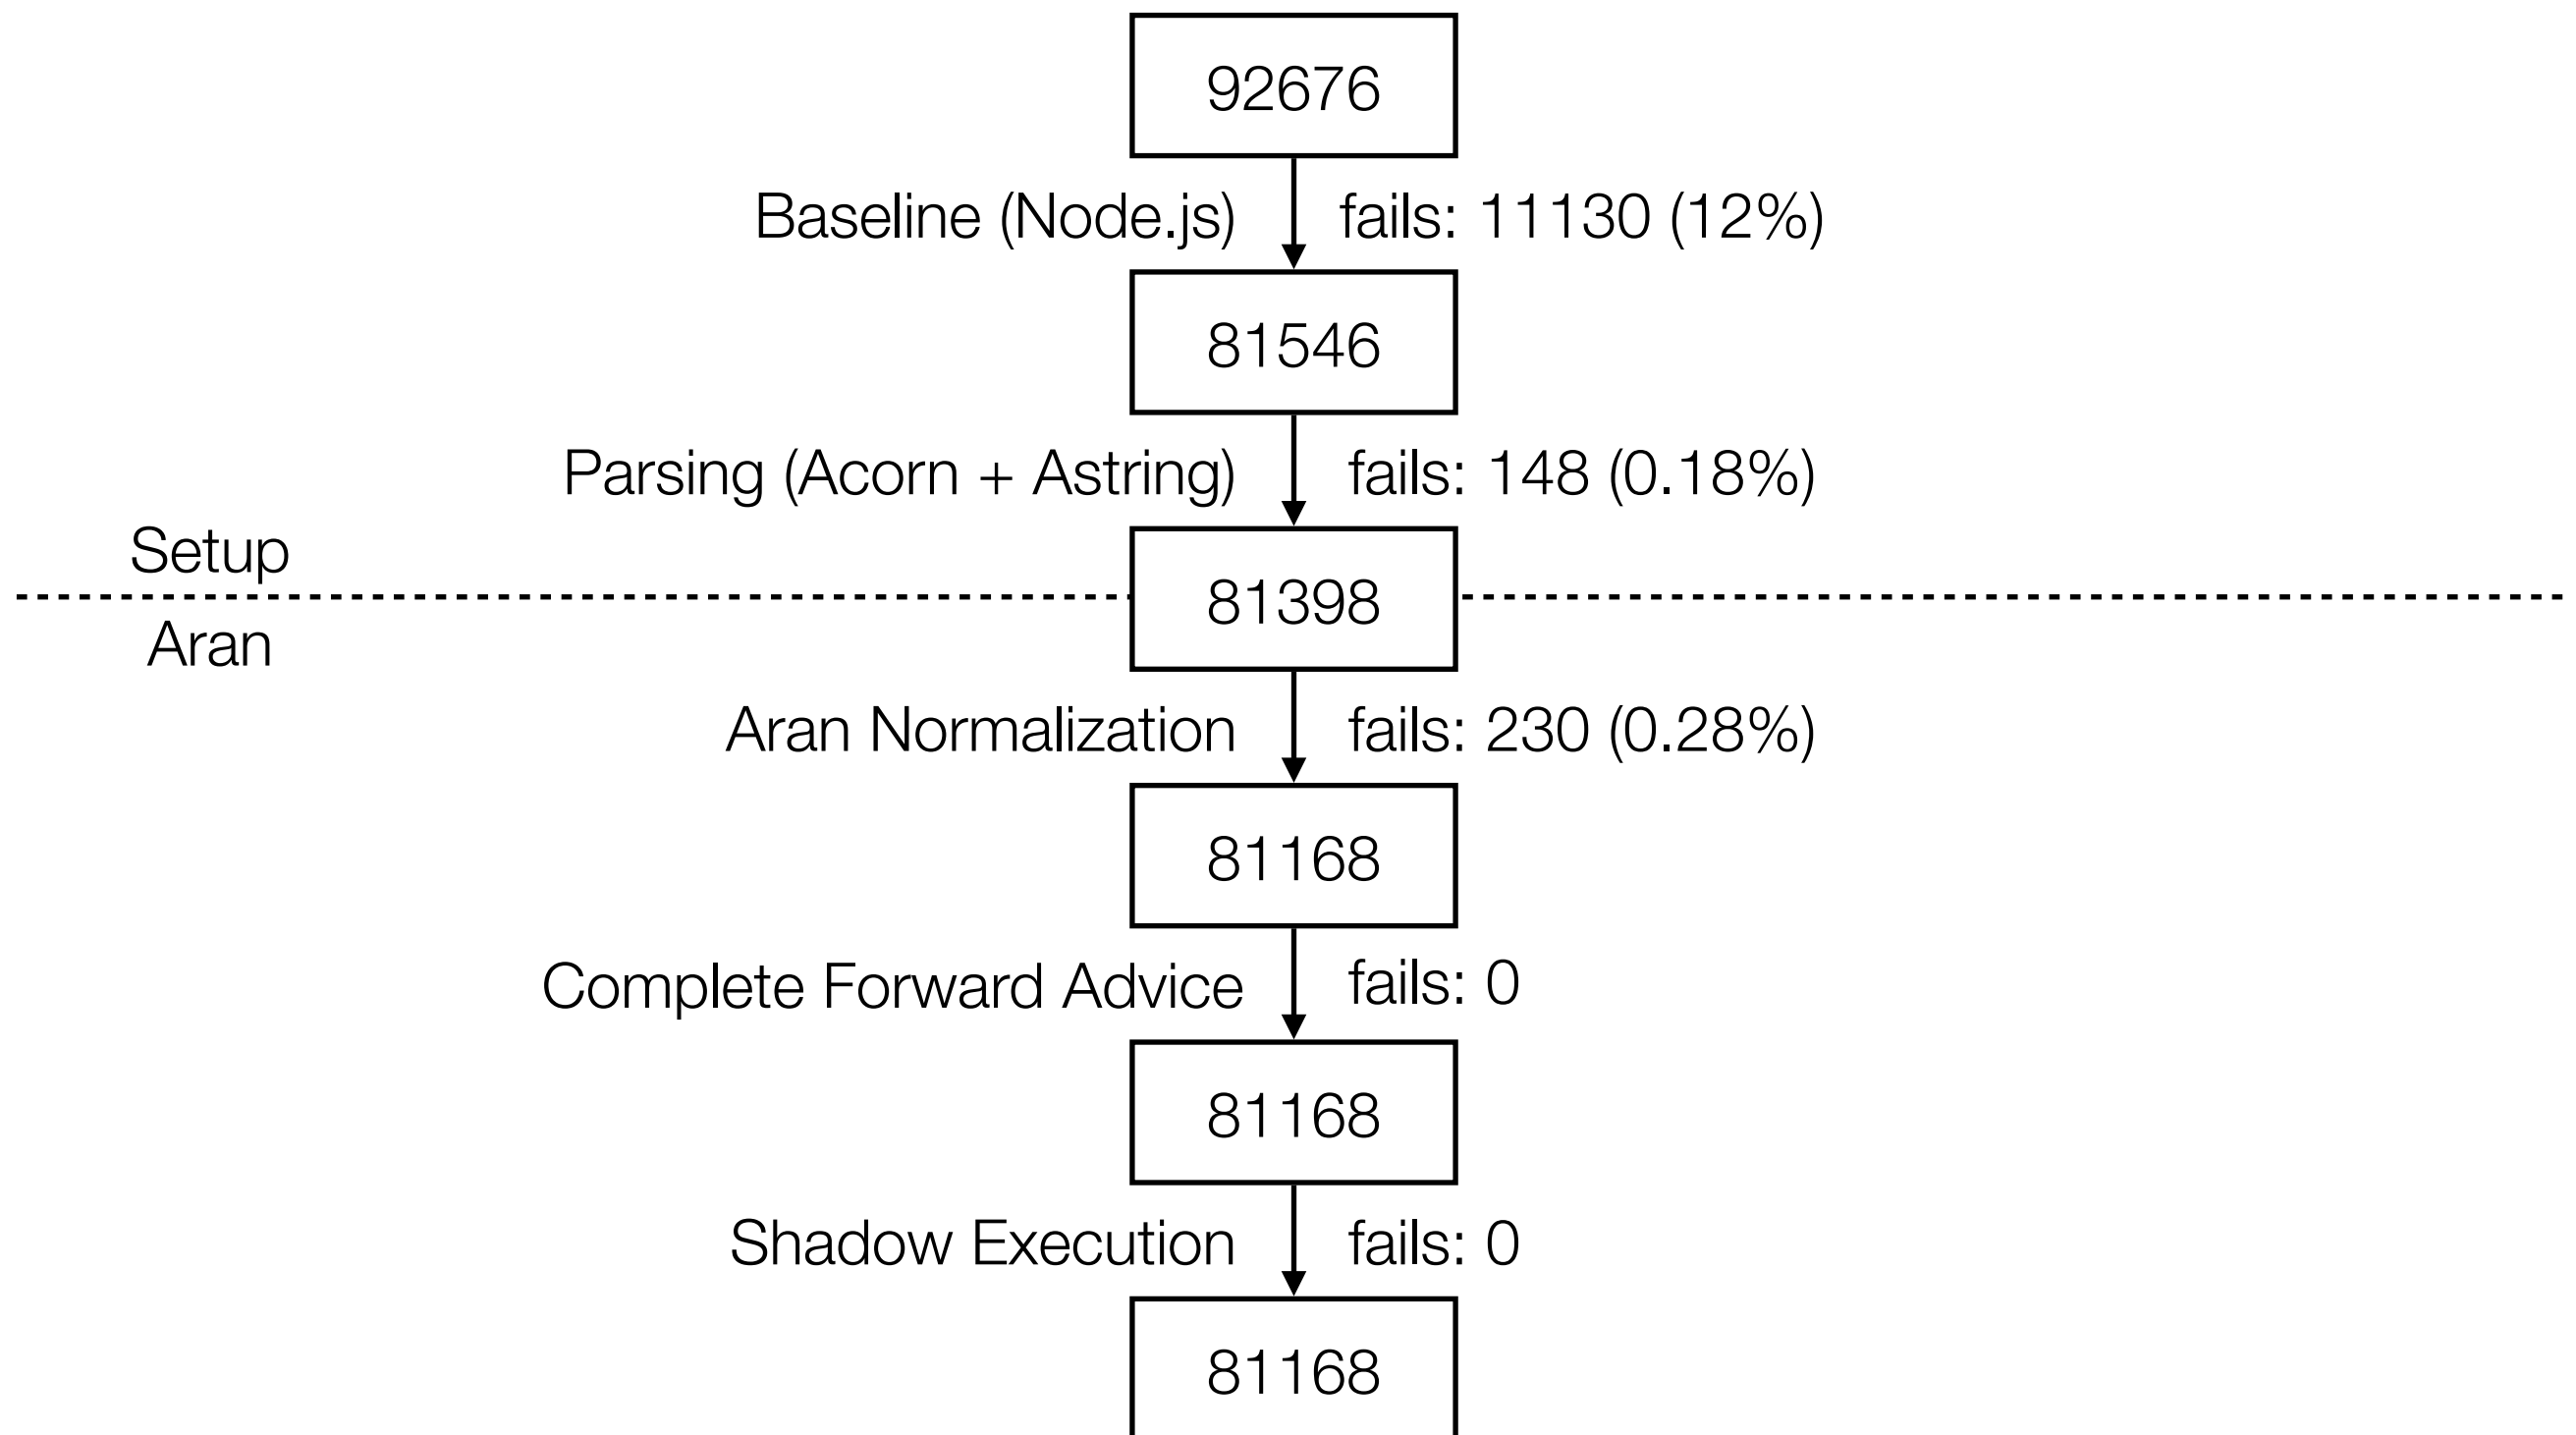 92676
Baseline (Node.js) fails: 11130 (12%)
81546
Parsing (Acorn + Astring) fails: 148 (0.18%)
Setup
81398
Aran
Aran Normalization fails: 230 (0.28%)
81168
Complete Forward Advice fails: 0
81168
Shadow Execution fails: 0
81168